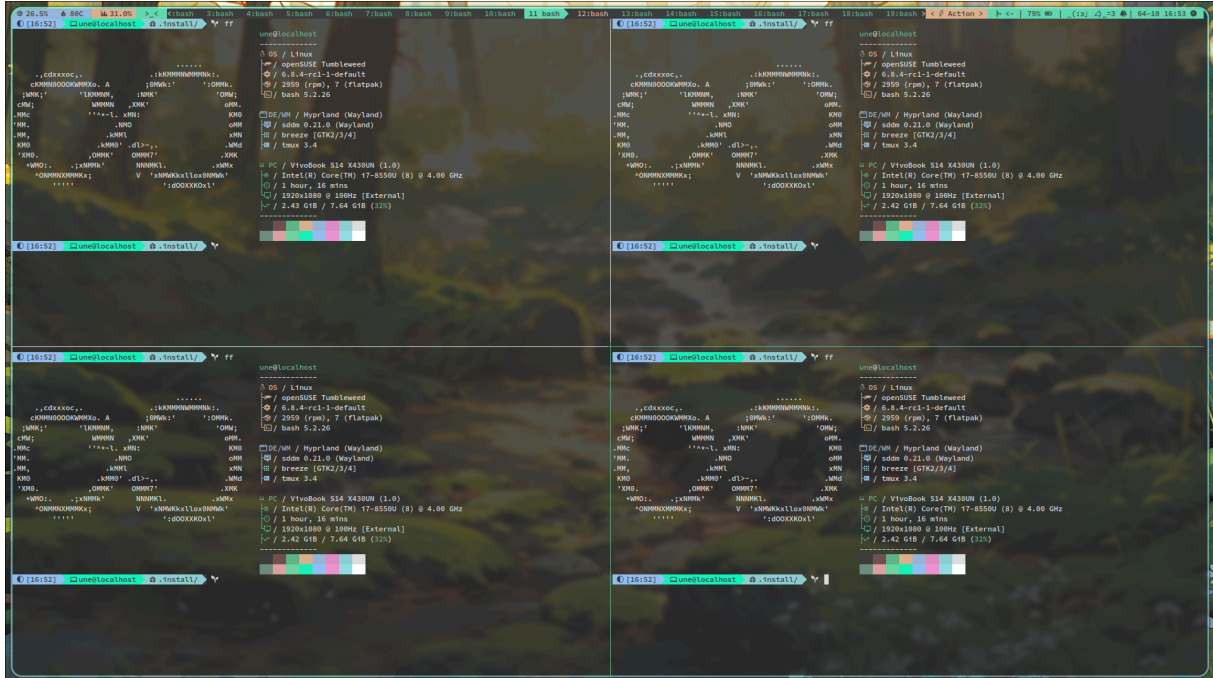 26.5% 80C 31.0% >_< <:bash 3:bash 4:bash 5:bash 6:bash 7:bash 8:bash 9:bash 10:bash 11 bash 12:bash 13:bash 14:bash 15:bash 16:bash 17:bash 18:bash 19:bash > < Action > | 79% | 04-10 16:53
[16:52] une@localhost .install/ ff
une@localhost
-------------
OS / Linux
/ openSUSE Tumbleweed
/ 6.8.4-rc1-1-default
/ 2959 (rpm), 7 (flatpak)
/ bash 5.2.26
DE/WM / Hyprland (Wayland)
/ sddm 0.21.0 (Wayland)
/ breeze [GTK2/3/4]
/ tmux 3.4
PC / VivoBook S14 X430UN (1.0)
/ Intel(R) Core(TM) i7-8550U (8) @ 4.00 GHz
/ 1 hour, 16 mins
/ 1920x1080 @ 100Hz [External]
/ 2.43 GiB / 7.64 GiB (32%)
-------------
[16:52] une@localhost .install/
[16:52] une@localhost .install/ ff
une@localhost
-------------
OS / Linux
/ openSUSE Tumbleweed
/ 6.8.4-rc1-1-default
/ 2959 (rpm), 7 (flatpak)
/ bash 5.2.26
DE/WM / Hyprland (Wayland)
/ sddm 0.21.0 (Wayland)
/ breeze [GTK2/3/4]
/ tmux 3.4
PC / VivoBook S14 X430UN (1.0)
/ Intel(R) Core(TM) i7-8550U (8) @ 4.00 GHz
/ 1 hour, 16 mins
/ 1920x1080 @ 100Hz [External]
/ 2.42 GiB / 7.64 GiB (32%)
-------------
[16:52] une@localhost .install/
[16:52] une@localhost .install/ ff
une@localhost
-------------
OS / Linux
/ openSUSE Tumbleweed
/ 6.8.4-rc1-1-default
/ 2959 (rpm), 7 (flatpak)
/ bash 5.2.26
DE/WM / Hyprland (Wayland)
/ sddm 0.21.0 (Wayland)
/ breeze [GTK2/3/4]
/ tmux 3.4
PC / VivoBook S14 X430UN (1.0)
/ Intel(R) Core(TM) i7-8550U (8) @ 4.00 GHz
/ 1 hour, 16 mins
/ 1920x1080 @ 100Hz [External]
/ 2.42 GiB / 7.64 GiB (32%)
-------------
[16:52] une@localhost .install/
[16:52] une@localhost .install/ ff
une@localhost
-------------
OS / Linux
/ openSUSE Tumbleweed
/ 6.8.4-rc1-1-default
/ 2959 (rpm), 7 (flatpak)
/ bash 5.2.26
DE/WM / Hyprland (Wayland)
/ sddm 0.21.0 (Wayland)
/ breeze [GTK2/3/4]
/ tmux 3.4
PC / VivoBook S14 X430UN (1.0)
/ Intel(R) Core(TM) i7-8550U (8) @ 4.00 GHz
/ 1 hour, 16 mins
/ 1920x1080 @ 100Hz [External]
/ 2.42 GiB / 7.64 GiB (32%)
-------------
[16:52] une@localhost .install/